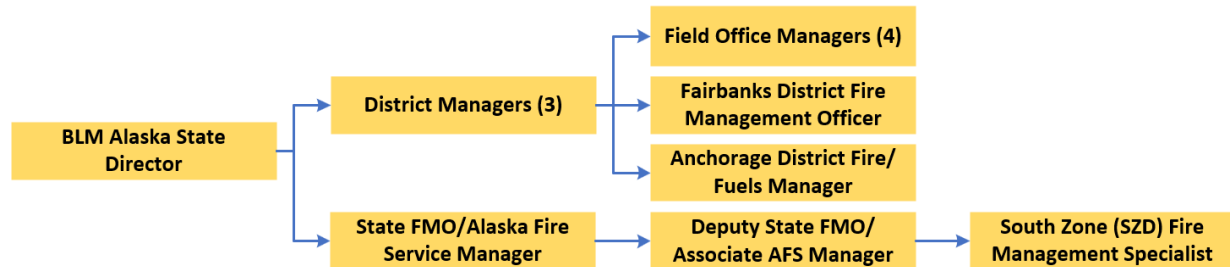 Field Office Managers (4)
District Managers (3)
Fairbanks District Fire
Management Officer
BLM Alaska State
Director
Anchorage District Fire/
Fuels Manager
State FMO/Alaska Fire
Service Manager
Deputy State FMO/
Associate AFS Manager
South Zone (SZD) Fire
Management Specialist